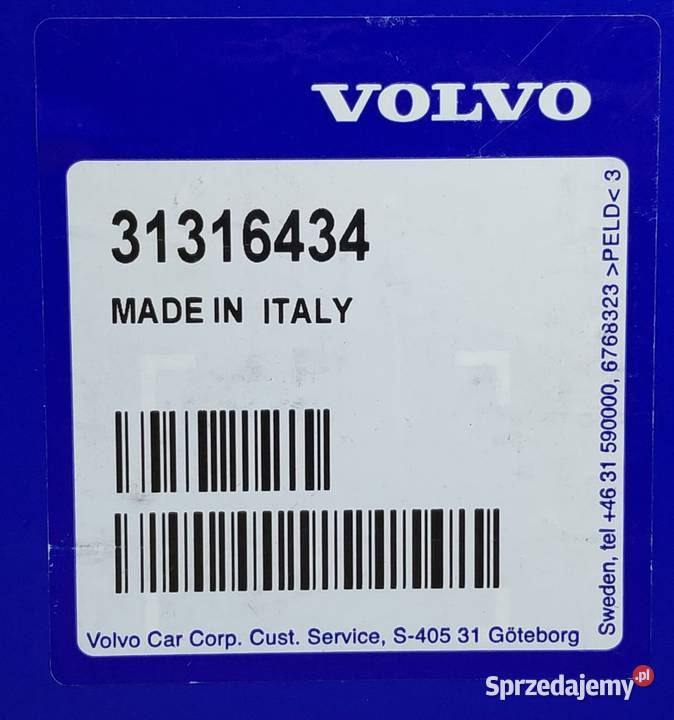 VOLVO
31316434
MADE IN ITALY
Volvo Car Corp. Cust. Service, S-405 31 Göteborg
Sweden, tel +46 31 590000, 6768323 >PELD< 3
Sprzedajemy.pl